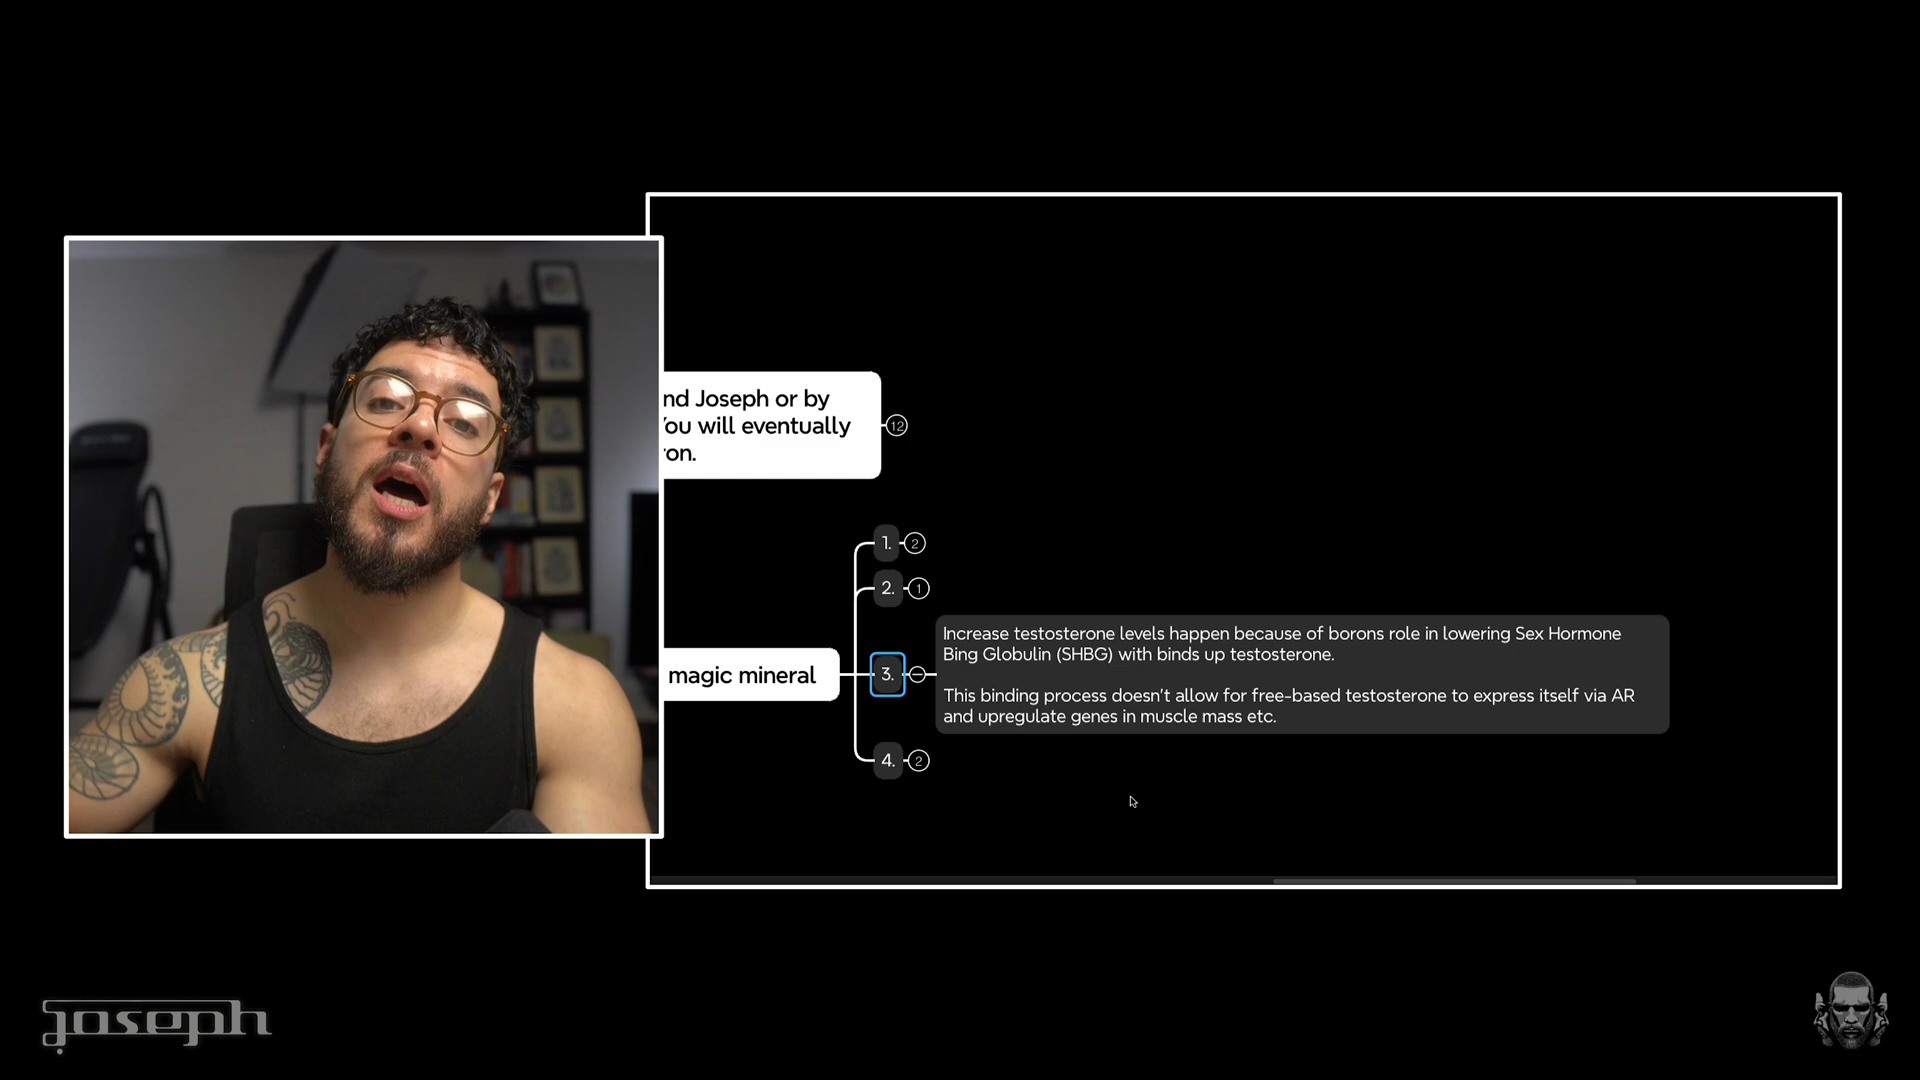 nd Joseph or by
You will eventually
ron.
12
1.
2
2.
1
magic mineral
3.
Increase testosterone levels happen because of borons role in lowering Sex Hormone
Bing Globulin (SHBG) with binds up testosterone.
This binding process doesn't allow for free-based testosterone to express itself via AR
and upregulate genes in muscle mass etc.
4.
2
joseph